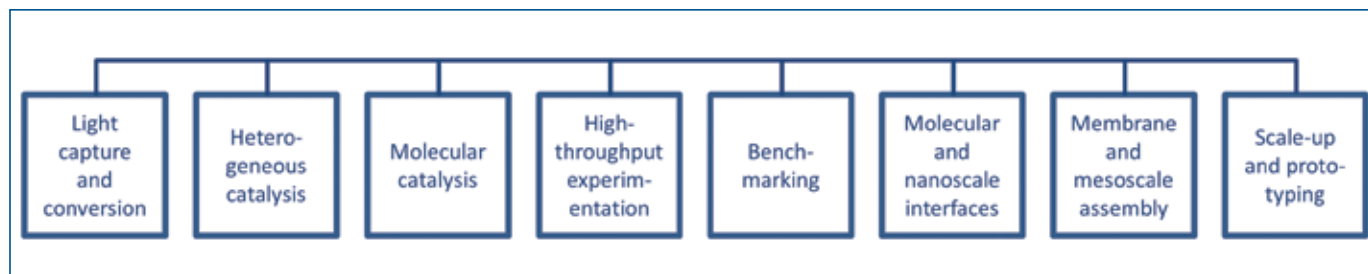 Light
capture
and
conversion
Hetero-
geneous
catalysis
Molecular
catalysis
High-
throughput
experim-
entation
Bench-
marking
Molecular
and
nanoscale
interfaces
Membrane
and
mesoscale
assembly
Scale-up
and proto-
typing